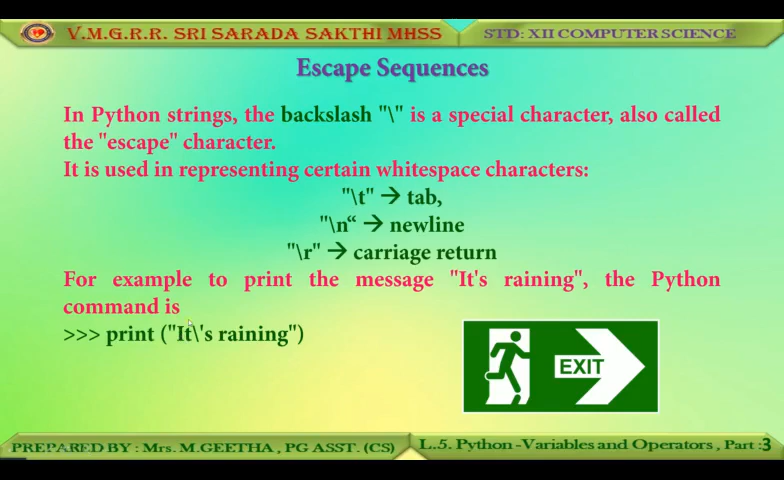 V.M.G.R.R. SRI SARADA SAKTHI MHSS
STD: XII COMPUTER SCIENCE
Escape Sequences
In Python strings, the backslash "\" is a special character, also called
the "escape" character.
It is used in representing certain whitespace characters:
"\t" → tab,
"\n“ → newline
"\r" → carriage return
For example to print the message "It's raining", the Python
command is
>>> print ("It\'s raining")
EXIT
PREPARED BY : Mrs. M.GEETHA , PG ASST. (CS)
L.5. Python -Variables and Operators , Part :3